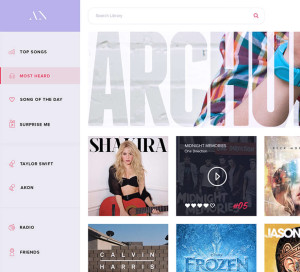 AN
Search Library
TOP SONGS
MOST HEARD
SONG OF THE DAY
SURPRISE ME
TAYLOR SWIFT
AKON
RADIO
FRIENDS
ARCHU
SHAKIRA
MIDNIGHT MEMORIES
One Direction
#05
CALVIN
HARRIS
FROZEN
JASON